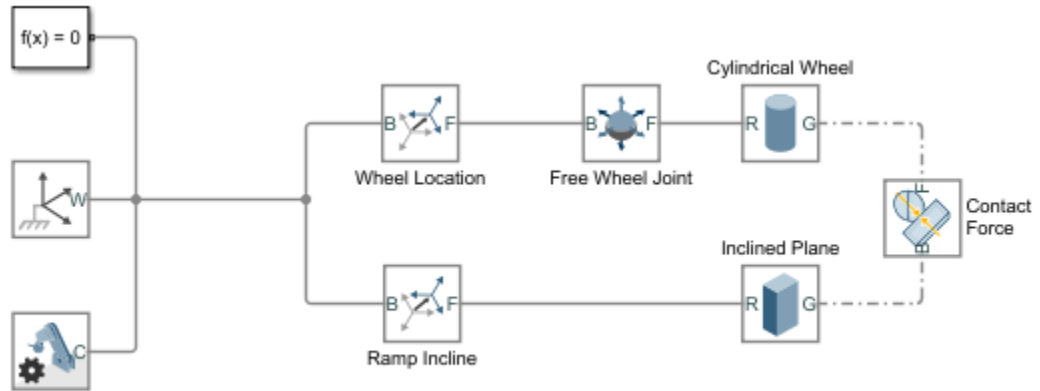 f(x) = 0
Cylindrical Wheel
B F
B F
R G
Wheel Location
Free Wheel Joint
W
F
Contact
Force
B
Inclined Plane
B F
R G
Ramp Incline
C